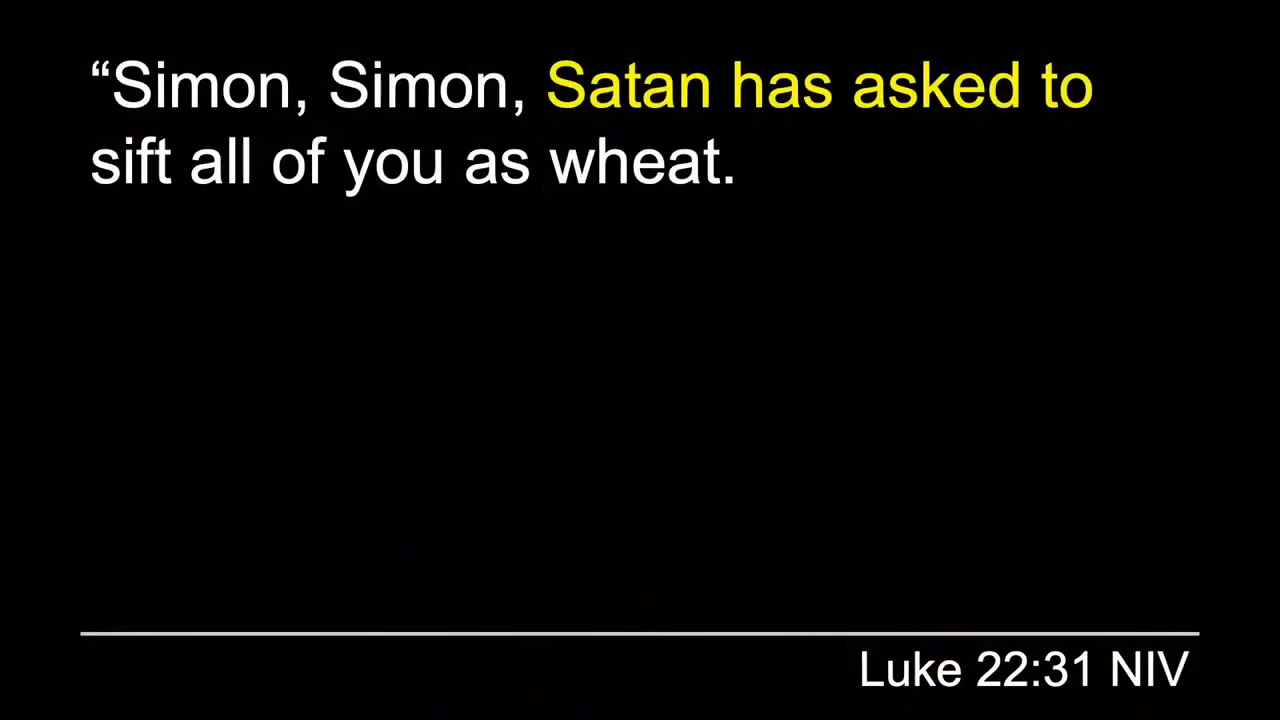 “Simon, Simon, Satan has asked to
sift all of you as wheat.
Luke 22:31 NIV